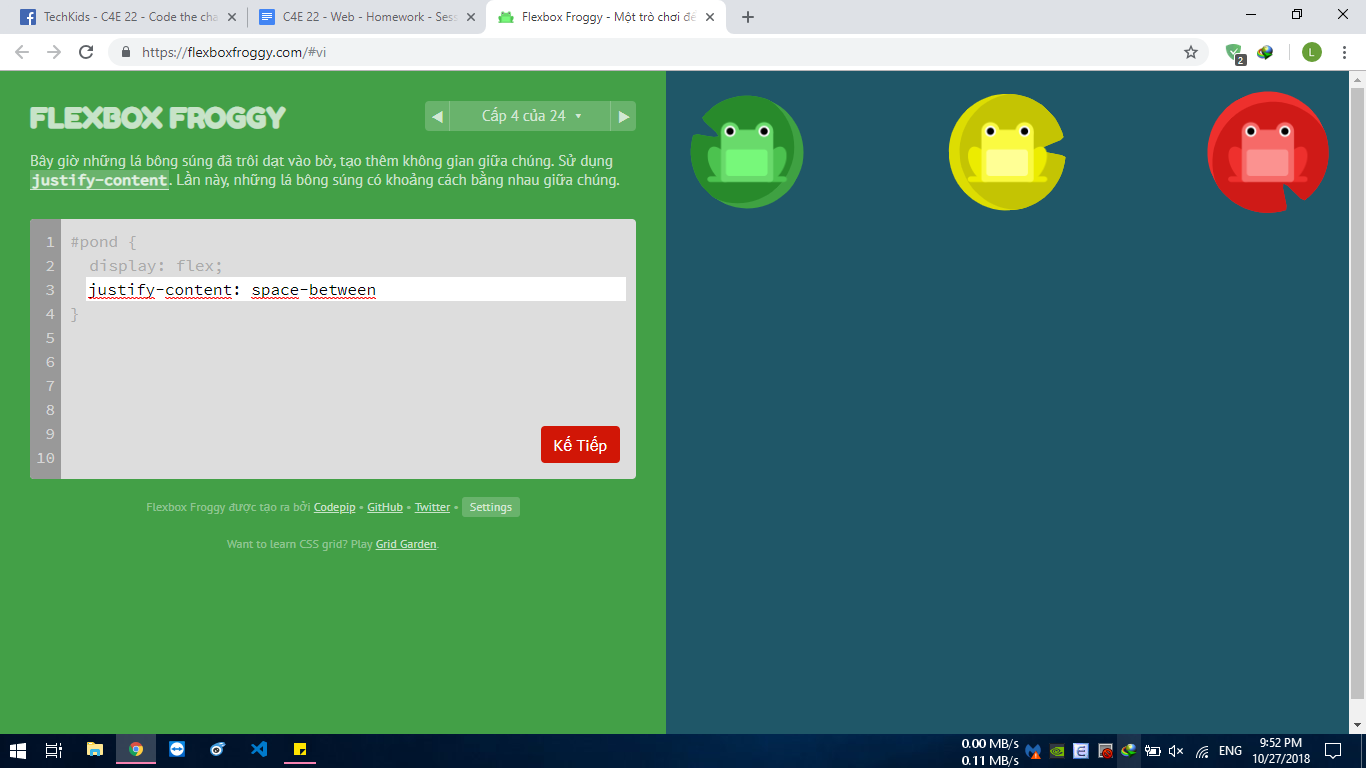 TechKids - C4E 22 - Code the cha
C4E 22 - Web - Homework - Sess
Flexbox Froggy - Một trò chơi để
https://flexboxfroggy.com/#vi
2
L
FLEXBOX FROGGY
Cấp 4 của 24
Bây giờ những lá bông súng đã trôi dạt vào bờ, tạo thêm không gian giữa chúng. Sử dụng
justify-content. Lần này, những lá bông súng có khoảng cách bằng nhau giữa chúng.
1 #pond {
2 display: flex;
3 justify-content: space-between
4 }
5
6
7
8
9
10
Kế Tiếp
Flexbox Froggy được tạo ra bởi Codepip • GitHub • Twitter • Settings
Want to learn CSS grid? Play Grid Garden.
0.00 MB/s
0.11 MB/s
ENG
9:52 PM
10/27/2018